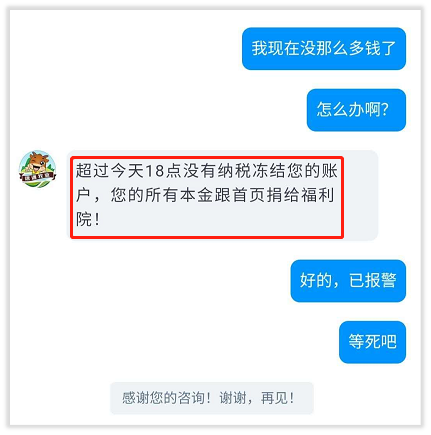 我现在没那么多钱了
怎么办啊？
超过今天18点没有纳税冻结您的账
户，您的所有本金跟首页捐给福利
院！
好的，已报警
等死吧
感谢您的咨询！谢谢，再见！